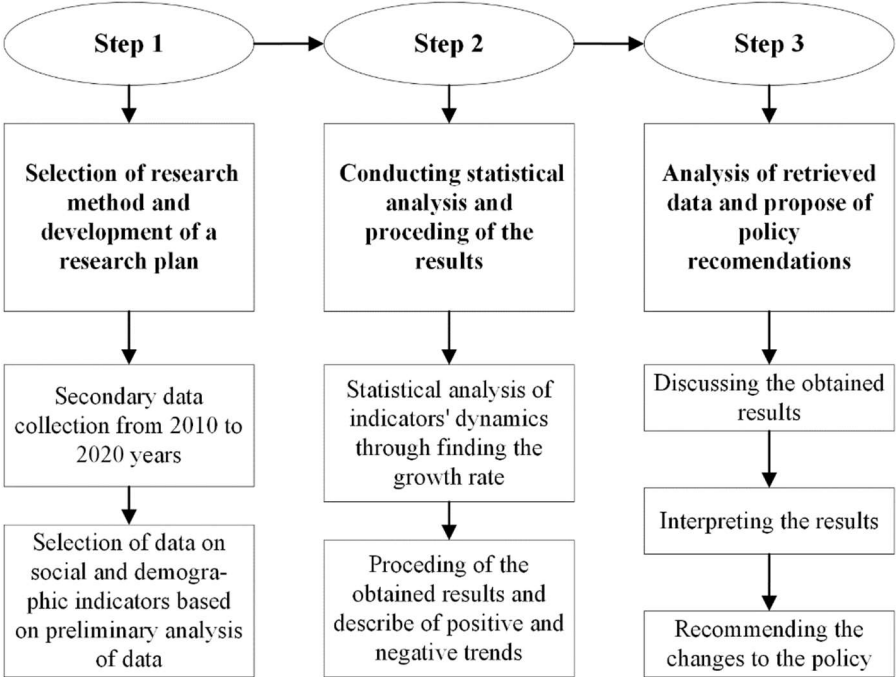 Step 1
Step 2
Step 3
Selection of research
method and
development of a
research plan
Conducting statistical
analysis and
proceding of the
results
Analysis of retrieved
data and propose of
policy
recomendations
Secondary data
collection from 2010 to
2020 years
Statistical analysis of
indicators' dynamics
through finding the
growth rate
Discussing the obtained
results
Interpreting the results
Selection of data on
social and demogra-
phic indicators based
on preliminary analysis
of data
Proceding of the
obtained results and
describe of positive and
negative trends
Recommending the
changes to the policy